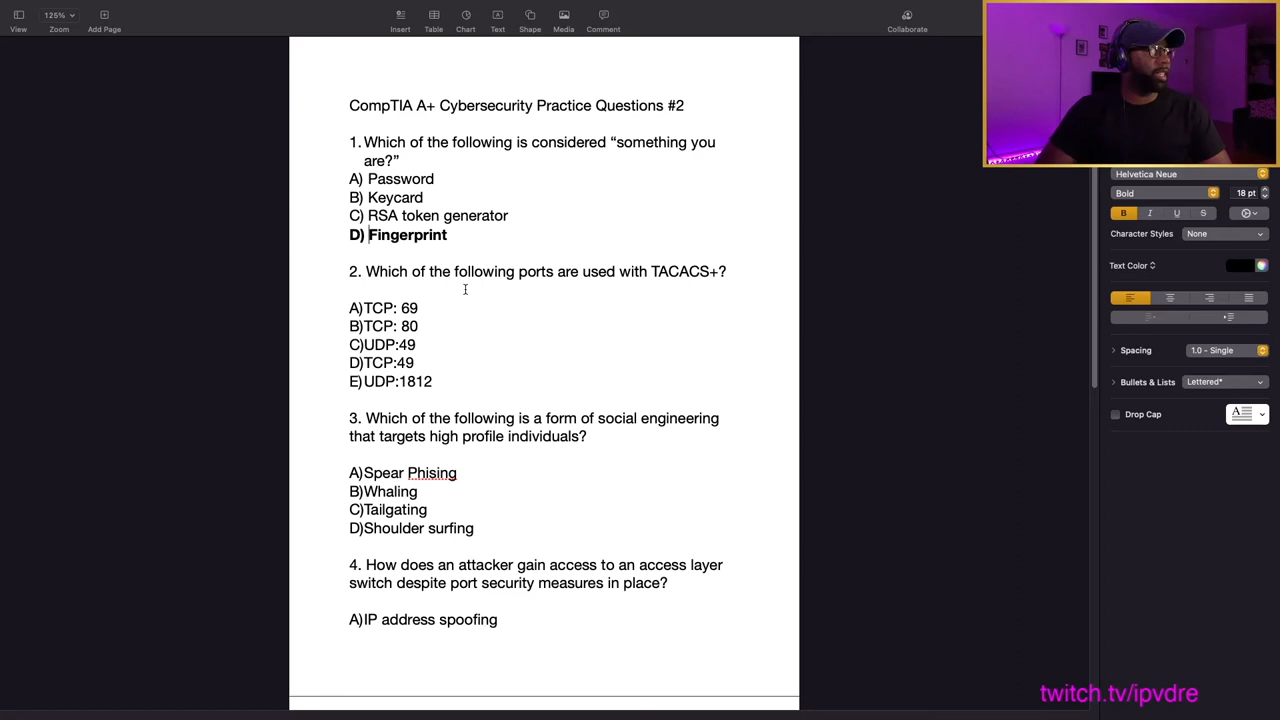 125%
View
Zoom
Add Page
Insert
Table
Chart
Text
Shape
Media
Comment
Collaborate
CompTIA A+ Cybersecurity Practice Questions #2
1. Which of the following is considered “something you
are?”
A) Password
B) Keycard
C) RSA token generator
D) Fingerprint
2. Which of the following ports are used with TACACS+?
A)TCP: 69
B)TCP: 80
C)UDP:49
D)TCP:49
E)UDP:1812
3. Which of the following is a form of social engineering
that targets high profile individuals?
A)Spear Phising
B)Whaling
C)Tailgating
D)Shoulder surfing
4. How does an attacker gain access to an access layer
switch despite port security measures in place?
A)IP address spoofing
Helvetica Neue
Bold 18 pt
B I U S
Character Styles None
Text Color
Spacing 1.0 - Single
Bullets & Lists Lettered*
Drop Cap A
twitch.tv/ipvdre